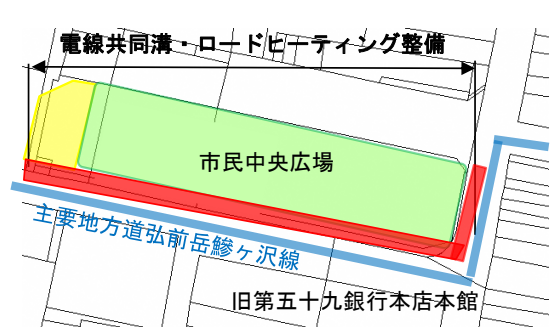 電線共同溝・ロードヒーティング整備
市民中央広場
主要地方道弘前岳鰺ヶ沢線
旧第五十九銀行本店本館